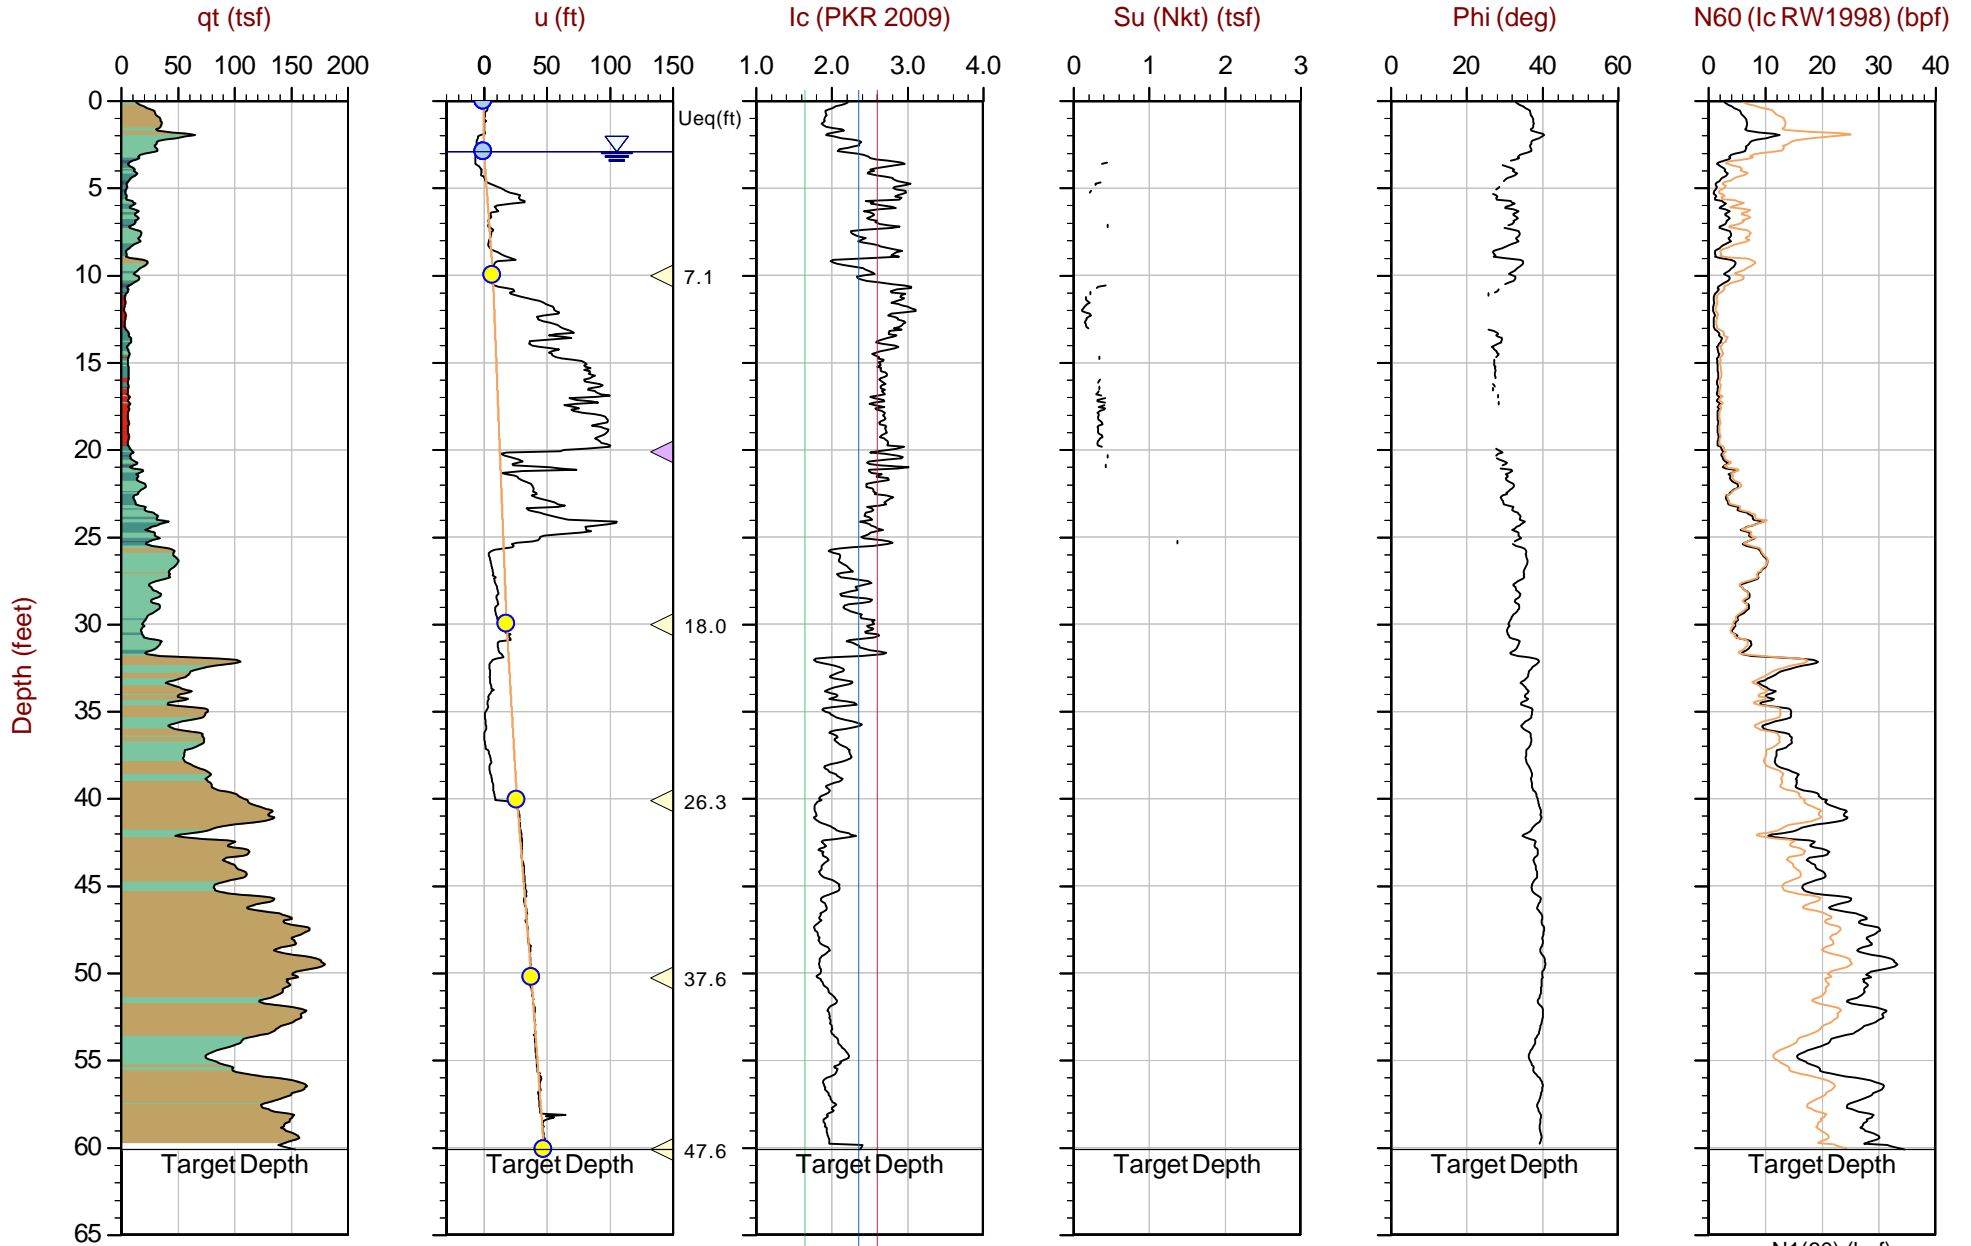 qt (tsf) u (ft) Ic (PKR 2009) Su (Nkt) (tsf) Phi (deg) N60 (Ic RW1998) (bpf)
0 50 100 150 200 0 50 100 150 1.0 2.0 3.0 4.0 0 1 2 3 0 20 40 60 0 10 20 30 40
0
Ueq(ft)
5
10 7.1
15
20
25
30 18.0
Depth (feet)
35
40 26.3
45
50 37.6
55
60 47.6
Target Depth Target Depth Target Depth Target Depth Target Depth Target Depth
65